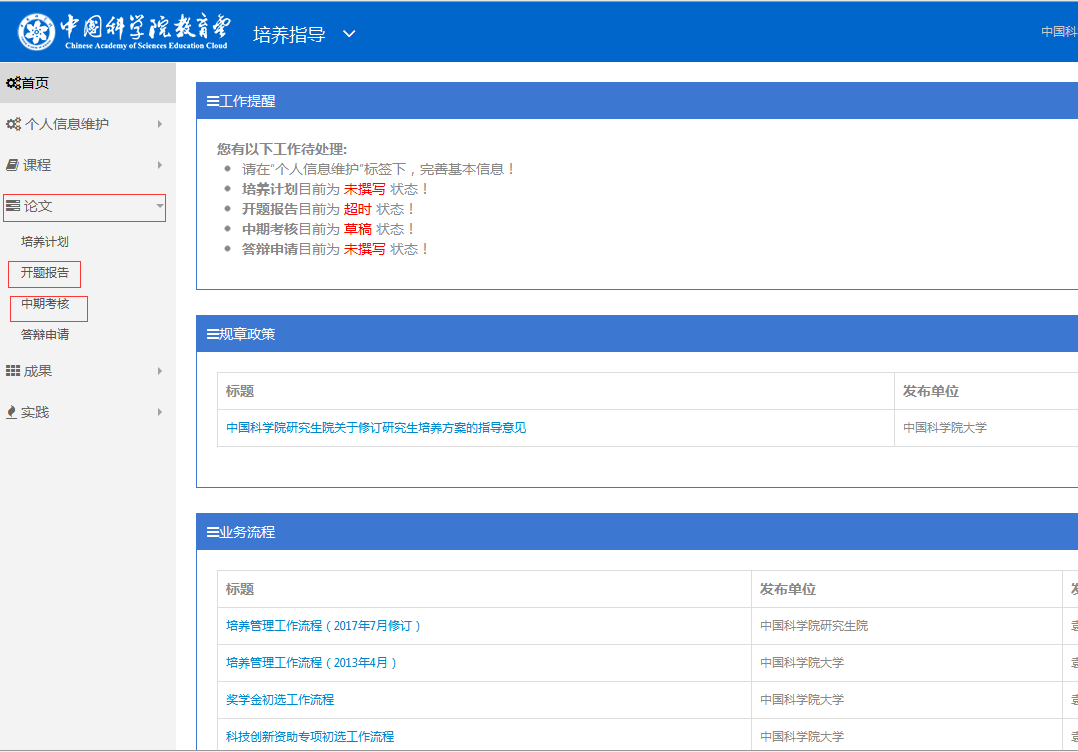 中国科学院教育云
Chinese Academy of Sciences Education Cloud
培养指导
中国科
首页
个人信息维护
课程
论文
培养计划
开题报告
中期考核
答辩申请
成果
实践
工作提醒
您有以下工作待处理:
请在"个人信息维护"标签下，完善基本信息！
培养计划目前为 未撰写 状态！
开题报告目前为 超时 状态！
中期考核目前为 草稿 状态！
答辩申请目前为 未撰写 状态！
规章政策
标题 发布单位
中国科学院研究生院关于修订研究生培养方案的指导意见 中国科学院大学
业务流程
标题 发布单位
培养管理工作流程（2017年7月修订） 中国科学院研究生院
培养管理工作流程（2013年4月） 中国科学院大学
奖学金初选工作流程 中国科学院大学
科技创新资助专项初选工作流程 中国科学院大学